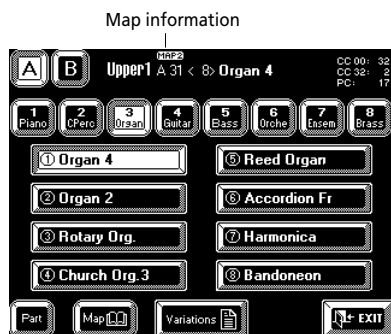 Map information
MAP2
A B Upper1 A 31 < 8> Organ 4
CC 00: 32
CC 32: 2
PC: 17
1 Piano
2 CPerc
3 Organ
4 Guitar
5 Bass
6 Orche
7 Ensem
8 Brass
① Organ 4
② Organ 2
③ Rotary Org.
④ Church Org.3
⑤ Reed Organ
⑥ Accordion Fr
⑦ Harmonica
⑧ Bandoneon
Part
Map
Variations
EXIT